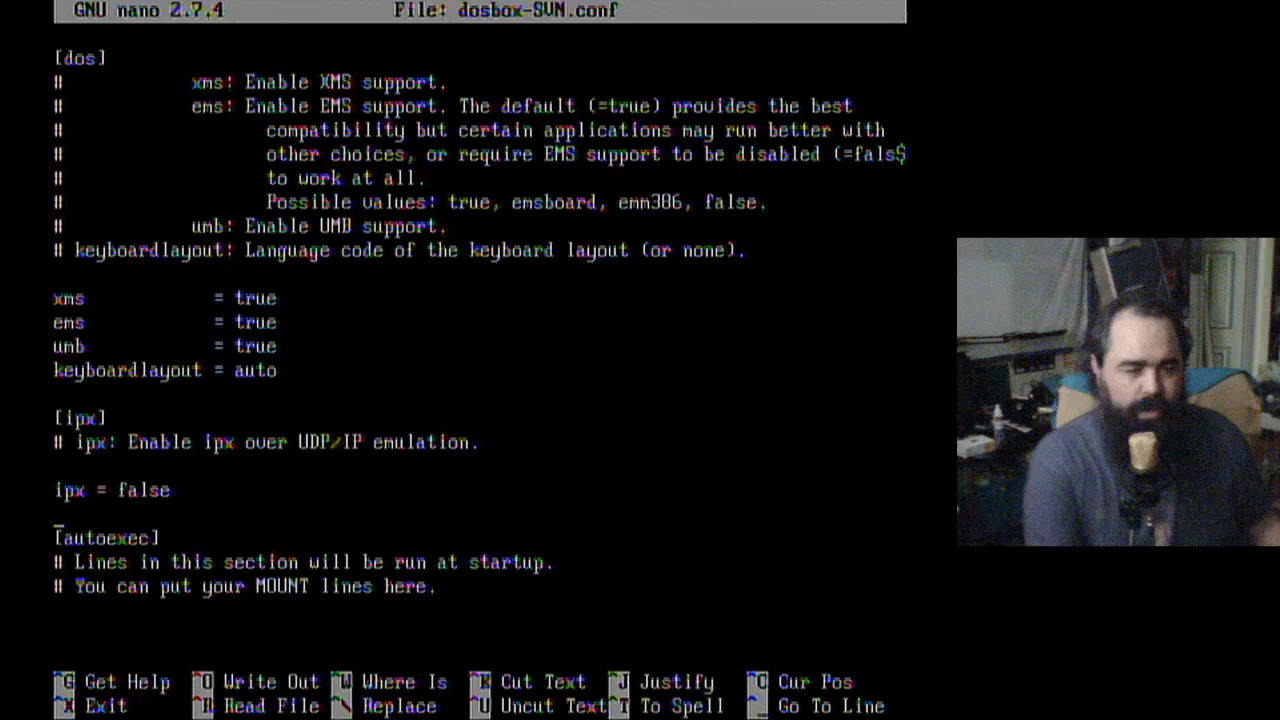 GNU nano 2.7.4 File: dosbox-SVN.conf
[dos]
# xms: Enable XMS support.
# ems: Enable EMS support. The default (=true) provides the best
# compatibility but certain applications may run better with
# other choices, or require EMS support to be disabled (=fals$
# to work at all.
# Possible values: true, emsboard, emm386, false.
# umb: Enable UMB support.
# keyboardlayout: Language code of the keyboard layout (or none).
xms = true
ems = true
umb = true
keyboardlayout = auto
[ipx]
# ipx: Enable ipx over UDP/IP emulation.
ipx = false
[autoexec]
# Lines in this section will be run at startup.
# You can put your MOUNT lines here.
^G Get Help ^O Write Out ^W Where Is ^K Cut Text ^J Justify ^C Cur Pos
^X Exit ^R Read File ^\ Replace ^U Uncut Text ^T To Spell ^_ Go To Line